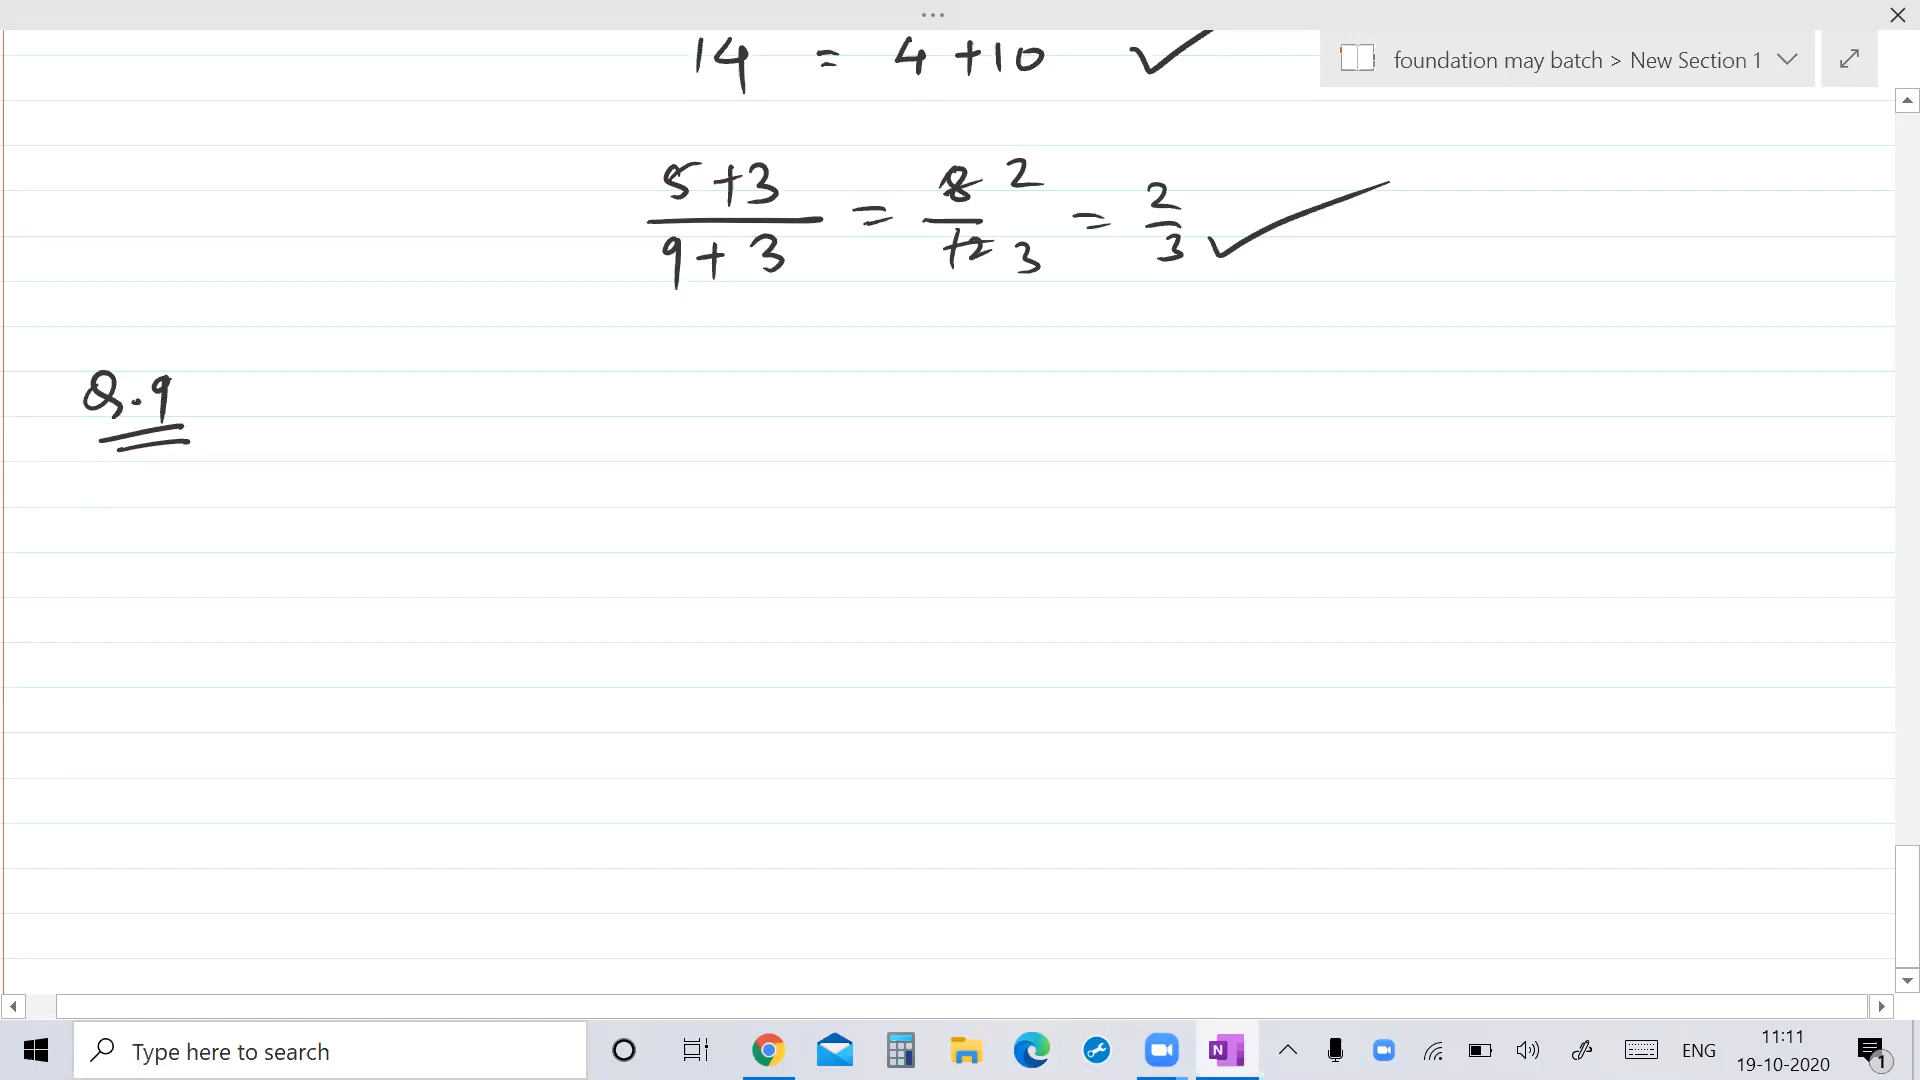 14 = 4 + 10 ✓
foundation may batch > New Section 1
5 + 3 / 9 + 3 = 8 2 / 12 3 = 2 / 3 ✓
Q. 9
Type here to search
ENG
11:11
19-10-2020
1